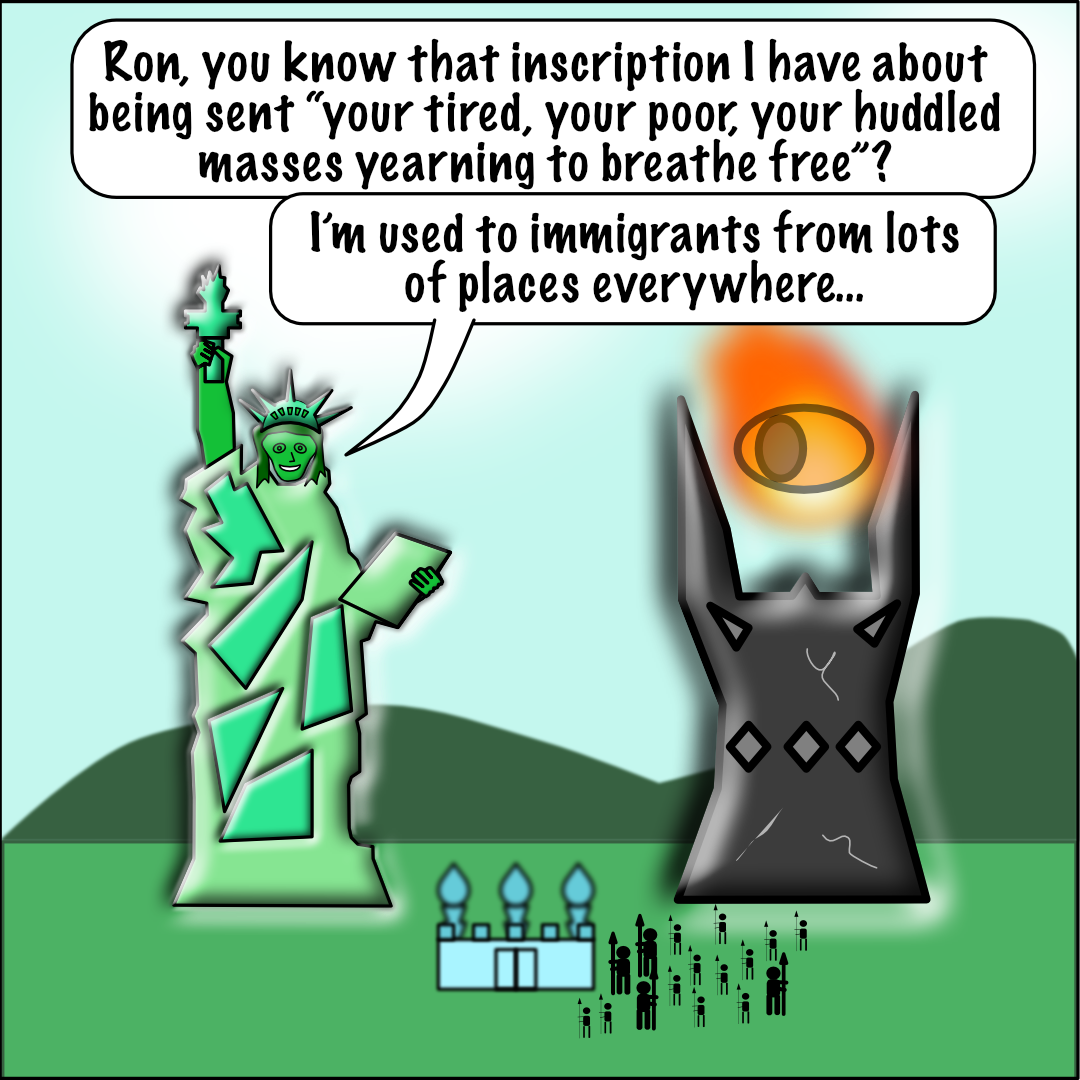 Ron, you know that inscription I have about
being sent “your tired, your poor, your huddled
masses yearning to breathe free”?
I’m used to immigrants from lots
of places everywhere...